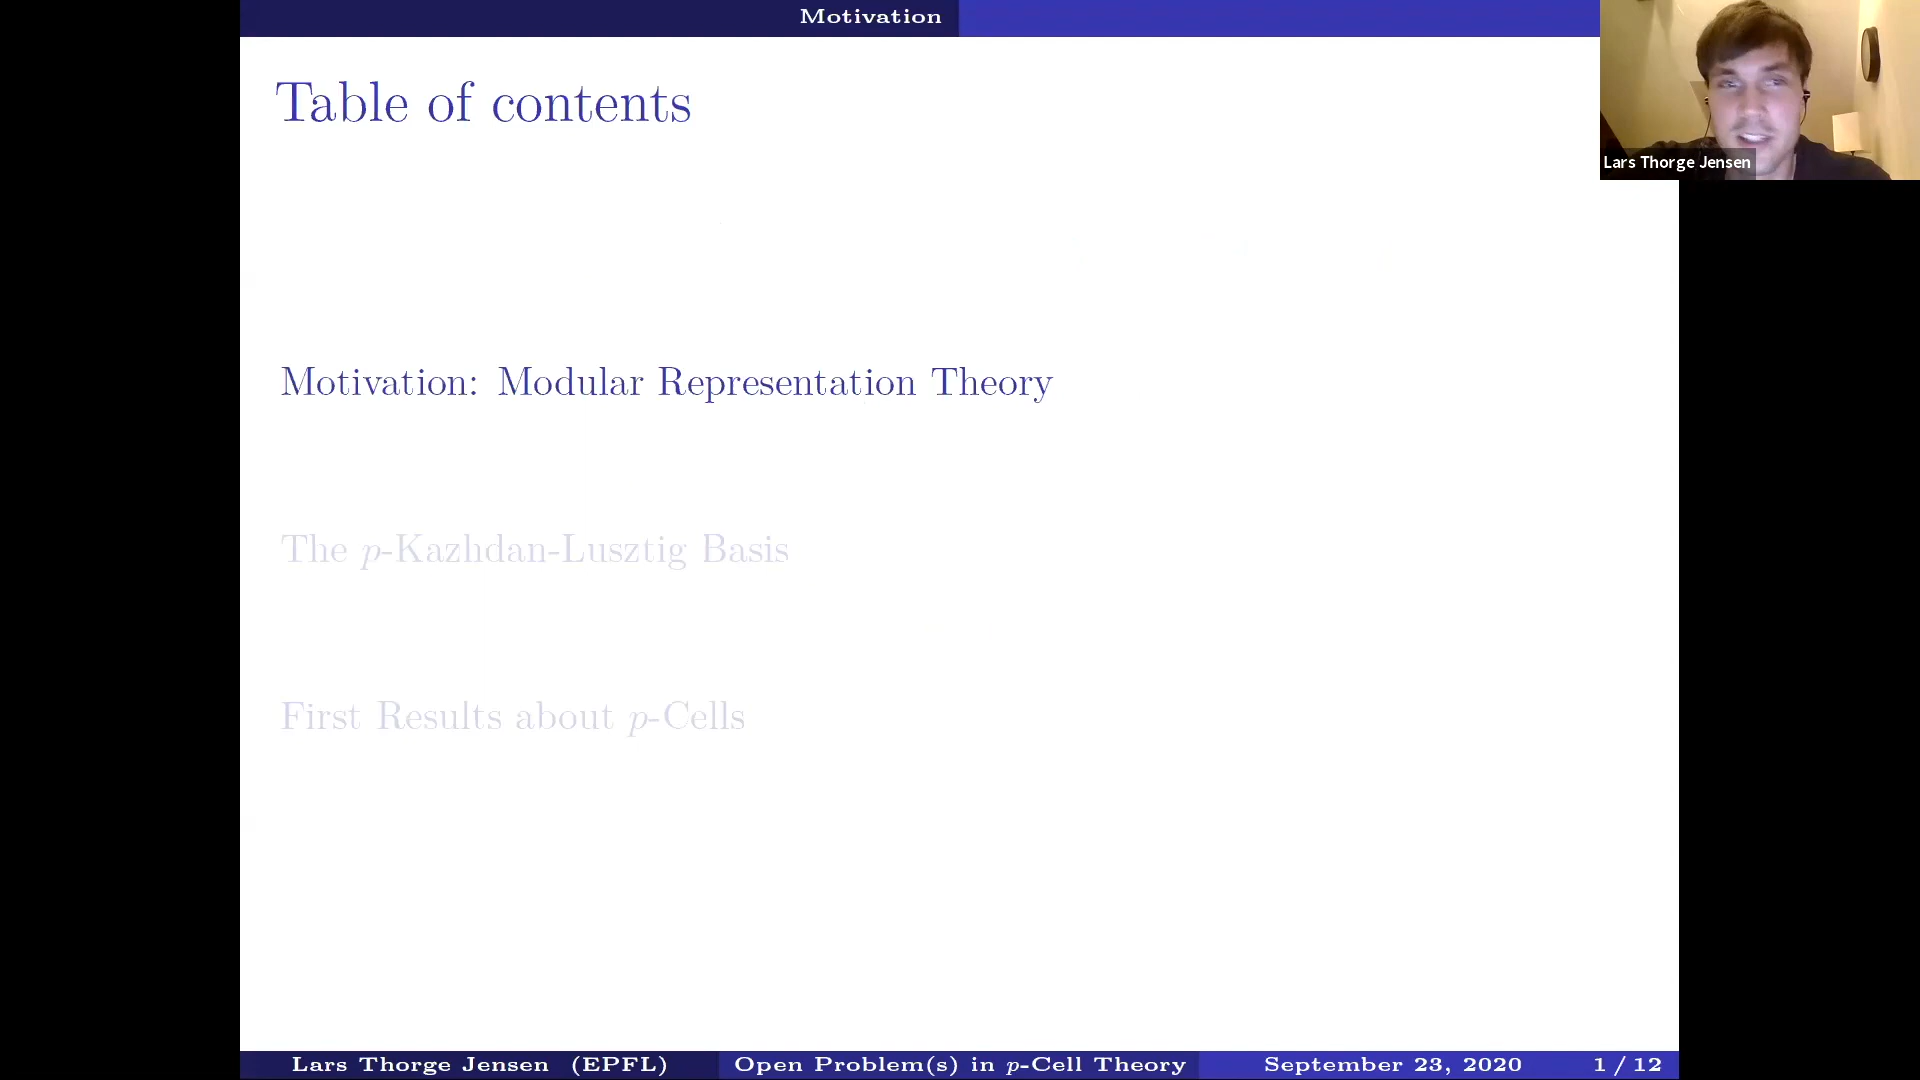 Motivation
Lars Thorge Jensen
Table of contents
Motivation: Modular Representation Theory
The p-Kazhdan-Lusztig Basis
First Results about p-Cells
Lars Thorge Jensen (EPFL) Open Problem(s) in p-Cell Theory September 23, 2020 1 / 12